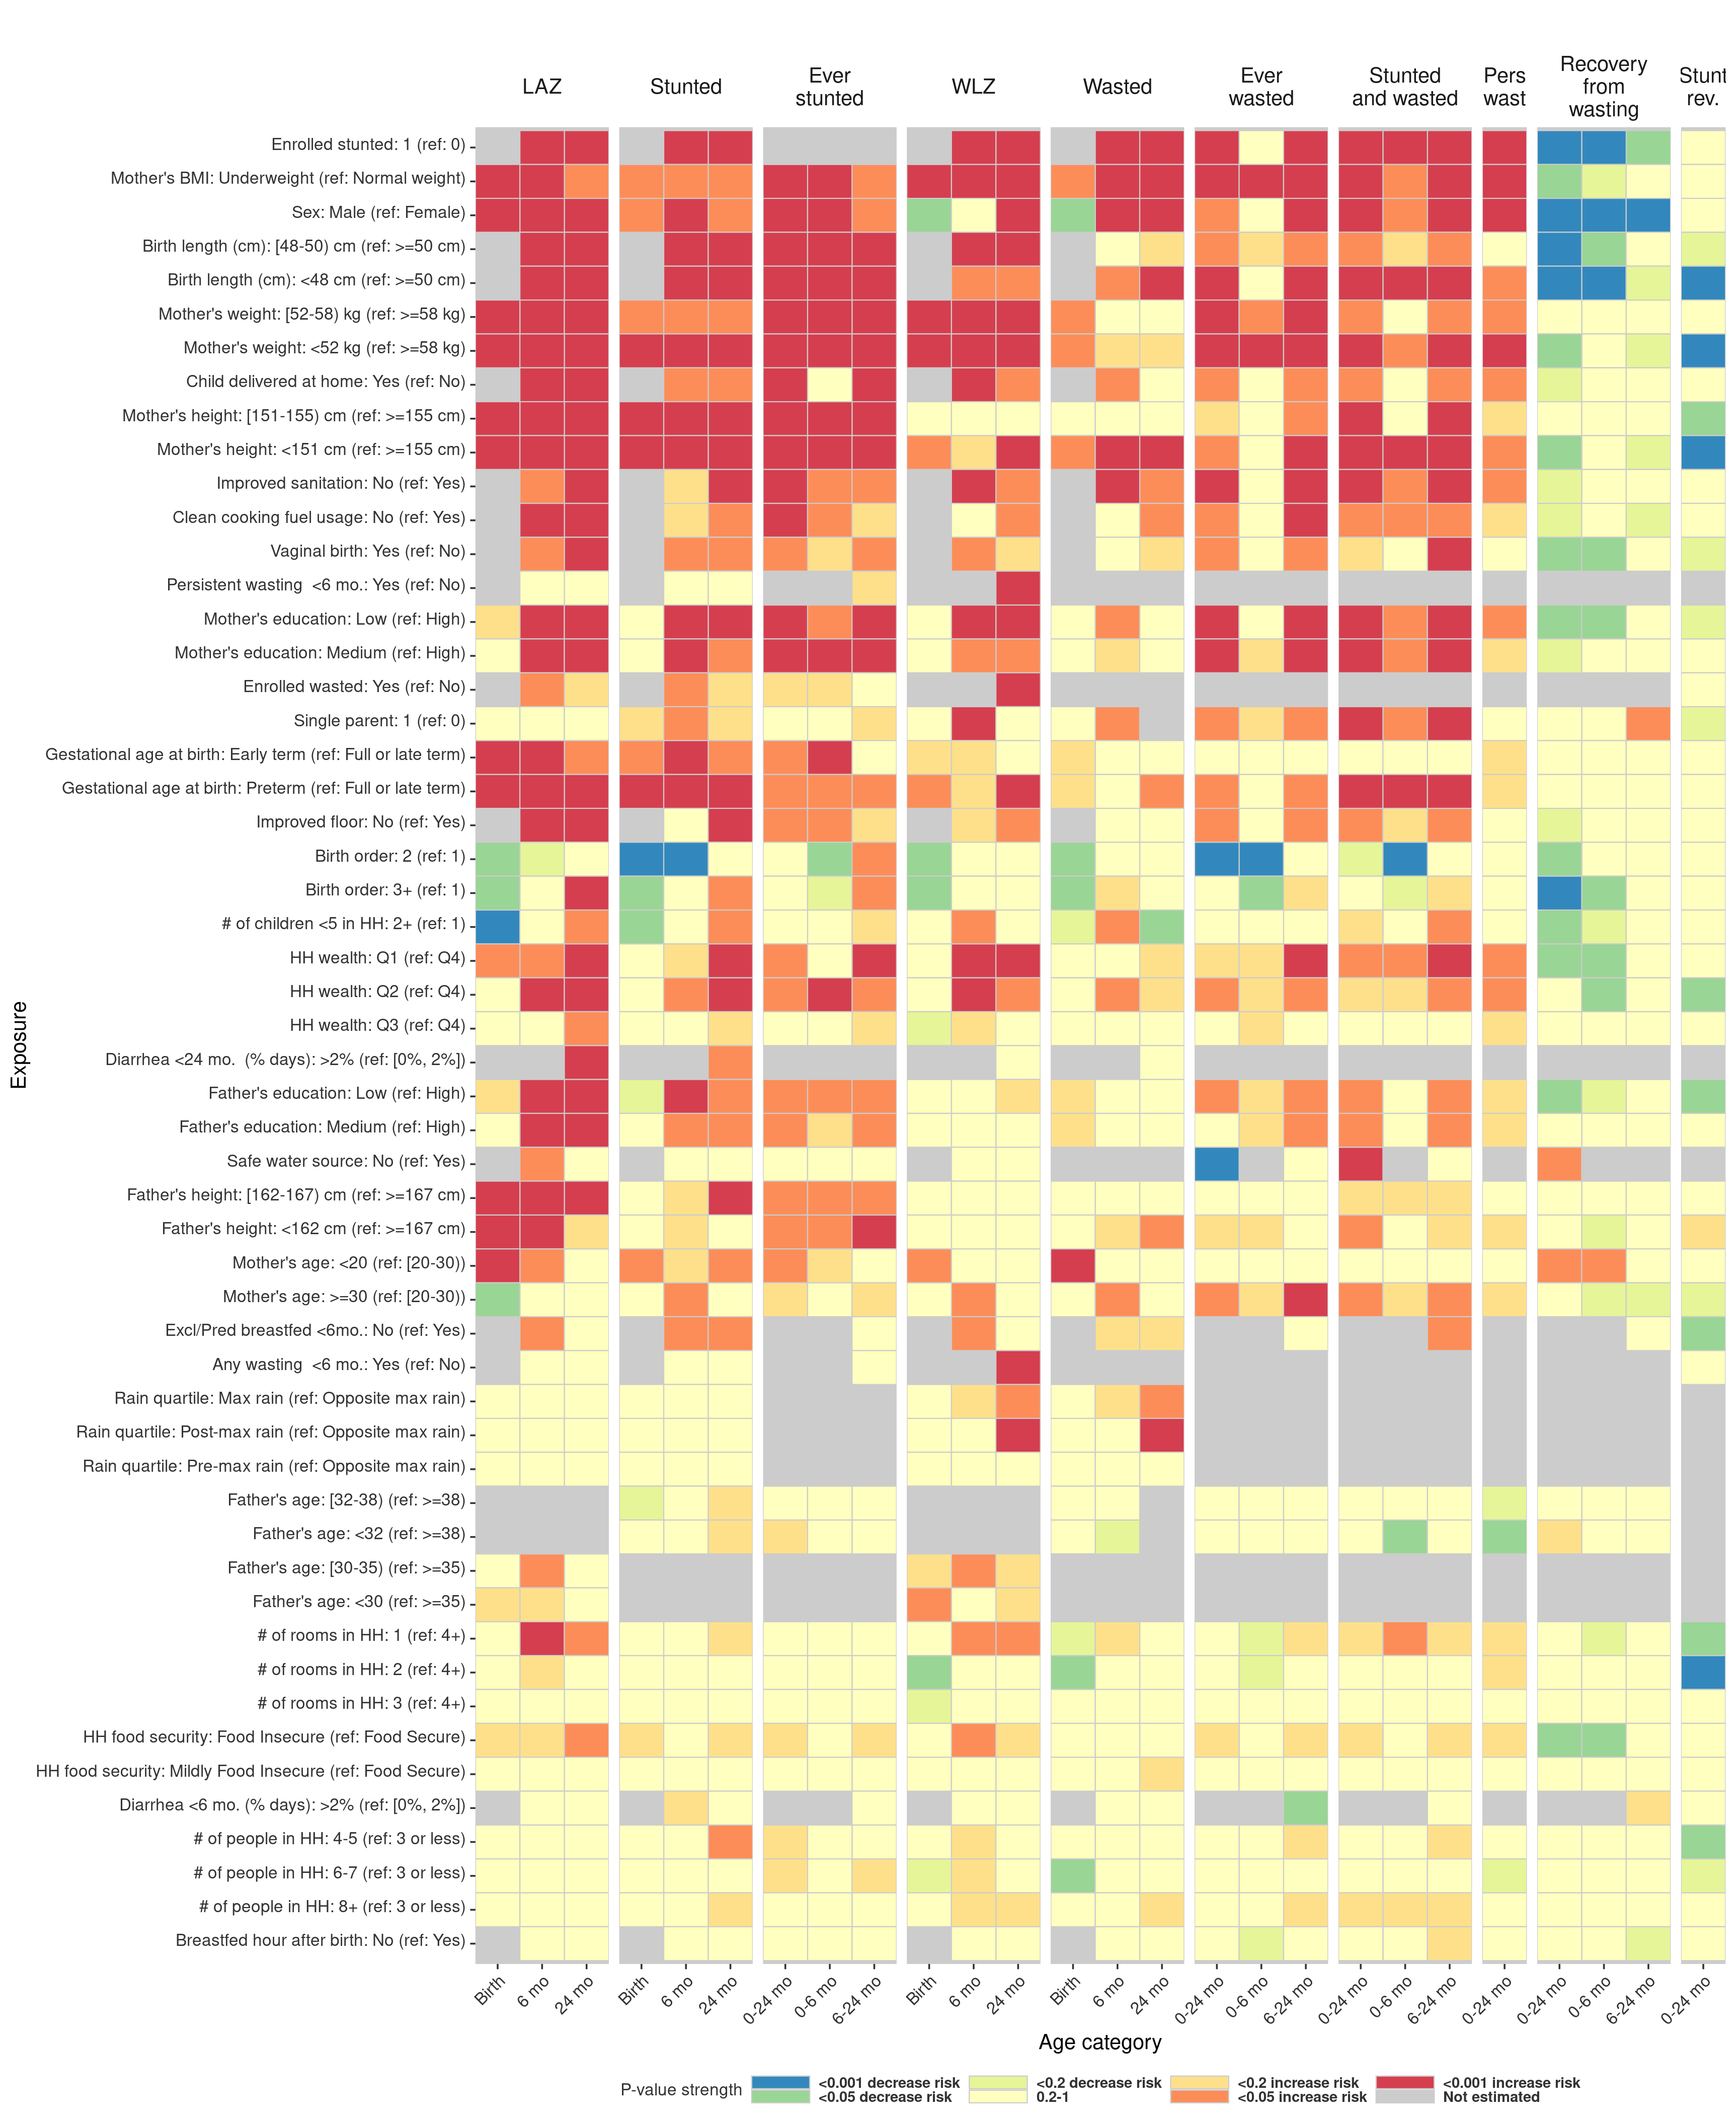 LAZ
Stunted
Ever
stunted
WLZ
Wasted
Ever
wasted
Stunted
and wasted
Pers
wast
Recovery
from
wasting
Stunt
rev.
Exposure
Enrolled stunted: 1 (ref: 0)
Mother's BMI: Underweight (ref: Normal weight)
Sex: Male (ref: Female)
Birth length (cm): [48-50) cm (ref: >=50 cm)
Birth length (cm): <48 cm (ref: >=50 cm)
Mother's weight: [52-58) kg (ref: >=58 kg)
Mother's weight: <52 kg (ref: >=58 kg)
Child delivered at home: Yes (ref: No)
Mother's height: [151-155) cm (ref: >=155 cm)
Mother's height: <151 cm (ref: >=155 cm)
Improved sanitation: No (ref: Yes)
Clean cooking fuel usage: No (ref: Yes)
Vaginal birth: Yes (ref: No)
Persistent wasting  <6 mo.: Yes (ref: No)
Mother's education: Low (ref: High)
Mother's education: Medium (ref: High)
Enrolled wasted: Yes (ref: No)
Single parent: 1 (ref: 0)
Gestational age at birth: Early term (ref: Full or late term)
Gestational age at birth: Preterm (ref: Full or late term)
Improved floor: No (ref: Yes)
Birth order: 2 (ref: 1)
Birth order: 3+ (ref: 1)
# of children <5 in HH: 2+ (ref: 1)
HH wealth: Q1 (ref: Q4)
HH wealth: Q2 (ref: Q4)
HH wealth: Q3 (ref: Q4)
Diarrhea <24 mo.  (% days): >2% (ref: [0%, 2%])
Father's education: Low (ref: High)
Father's education: Medium (ref: High)
Safe water source: No (ref: Yes)
Father's height: [162-167) cm (ref: >=167 cm)
Father's height: <162 cm (ref: >=167 cm)
Mother's age: <20 (ref: [20-30))
Mother's age: >=30 (ref: [20-30))
Excl/Pred breastfed <6mo.: No (ref: Yes)
Any wasting  <6 mo.: Yes (ref: No)
Rain quartile: Max rain (ref: Opposite max rain)
Rain quartile: Post-max rain (ref: Opposite max rain)
Rain quartile: Pre-max rain (ref: Opposite max rain)
Father's age: [32-38) (ref: >=38)
Father's age: <32 (ref: >=38)
Father's age: [30-35) (ref: >=35)
Father's age: <30 (ref: >=35)
# of rooms in HH: 1 (ref: 4+)
# of rooms in HH: 2 (ref: 4+)
# of rooms in HH: 3 (ref: 4+)
HH food security: Food Insecure (ref: Food Secure)
HH food security: Mildly Food Insecure (ref: Food Secure)
Diarrhea <6 mo. (% days): >2% (ref: [0%, 2%])
# of people in HH: 4-5 (ref: 3 or less)
# of people in HH: 6-7 (ref: 3 or less)
# of people in HH: 8+ (ref: 3 or less)
Breastfed hour after birth: No (ref: Yes)
Birth 6 mo 24 mo Birth 6 mo 24 mo 0-24 mo 0-6 mo 6-24 mo Birth 6 mo 24 mo Birth 6 mo 24 mo 0-24 mo 0-6 mo 6-24 mo 0-24 mo 0-6 mo 6-24 mo 0-24 mo 0-6 mo 6-24 mo 0-24 mo
Age category
P-value strength
<0.001 decrease risk <0.2 decrease risk <0.2 increase risk <0.001 increase risk
<0.05 decrease risk 0.2-1 <0.05 increase risk Not estimated